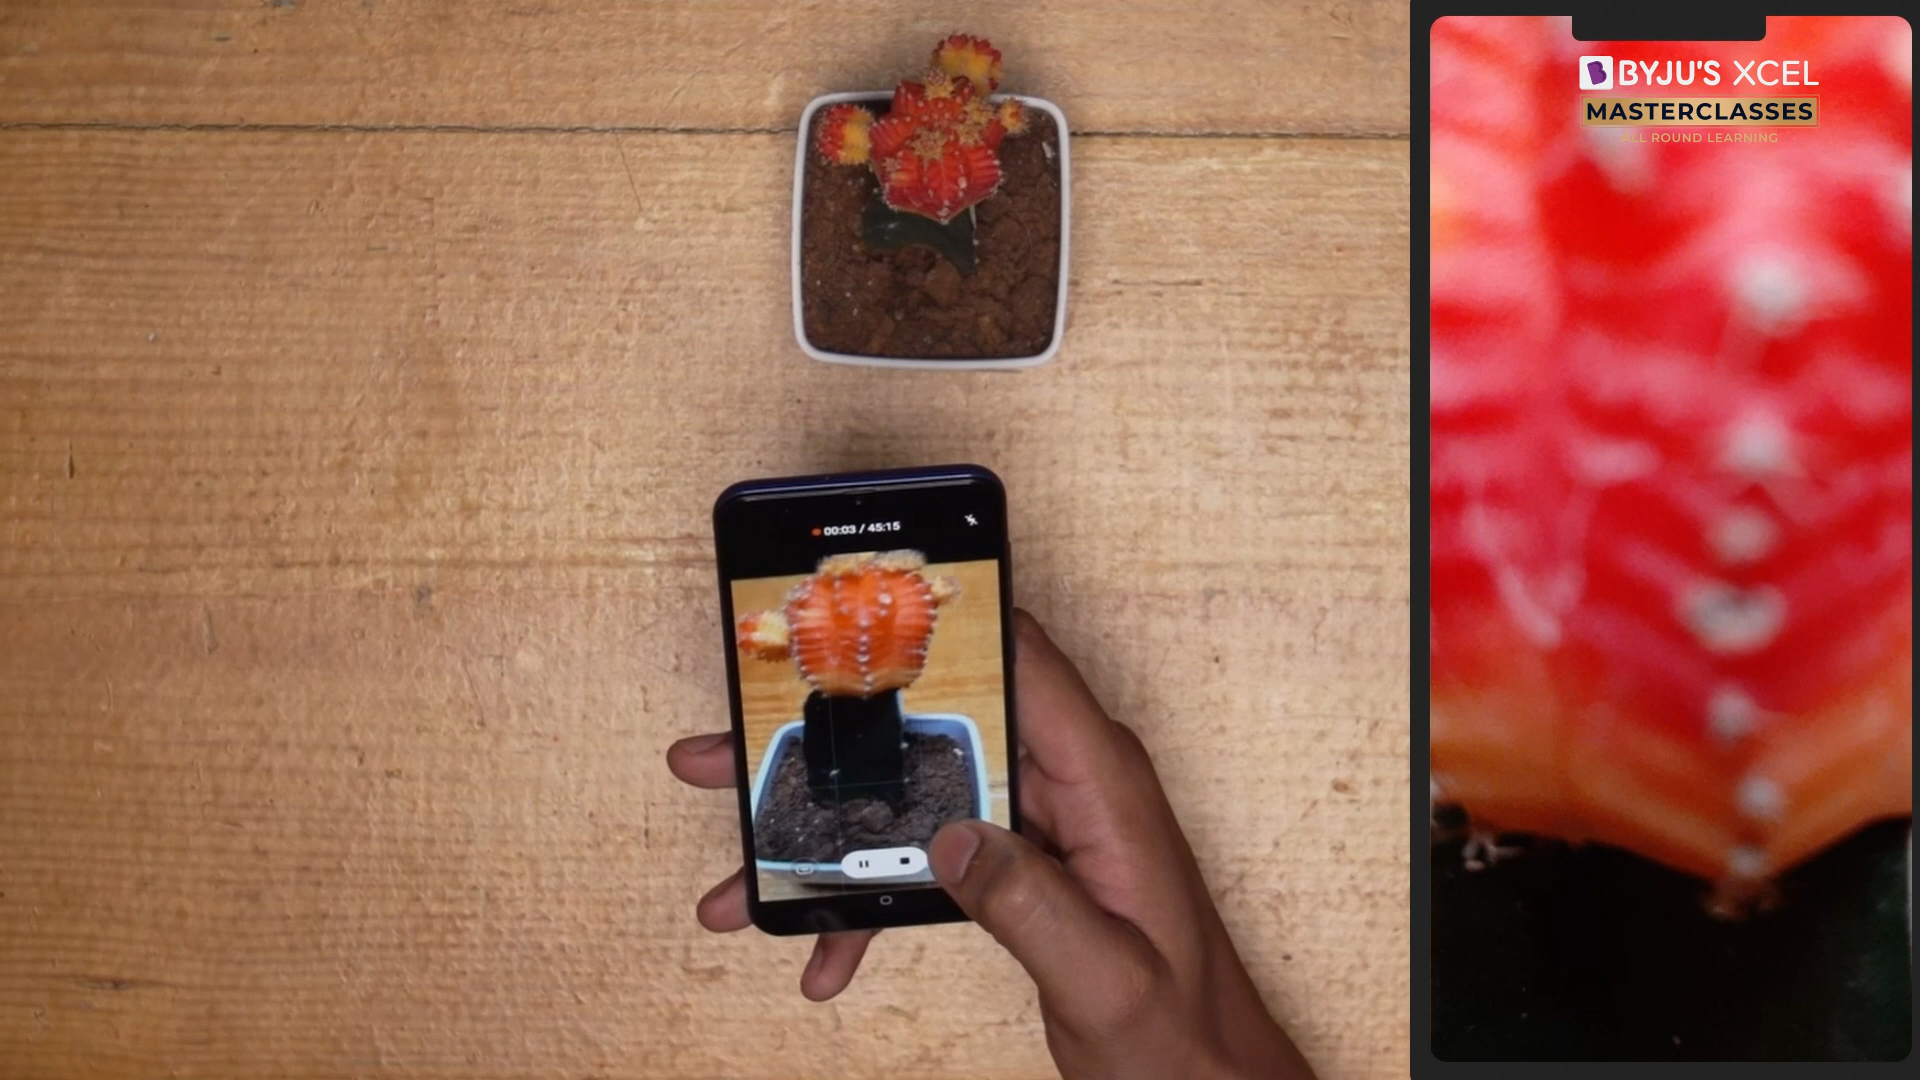 00:03 / 45:15
BYJU'S XCEL
MASTERCLASSES
ALL ROUND LEARNING